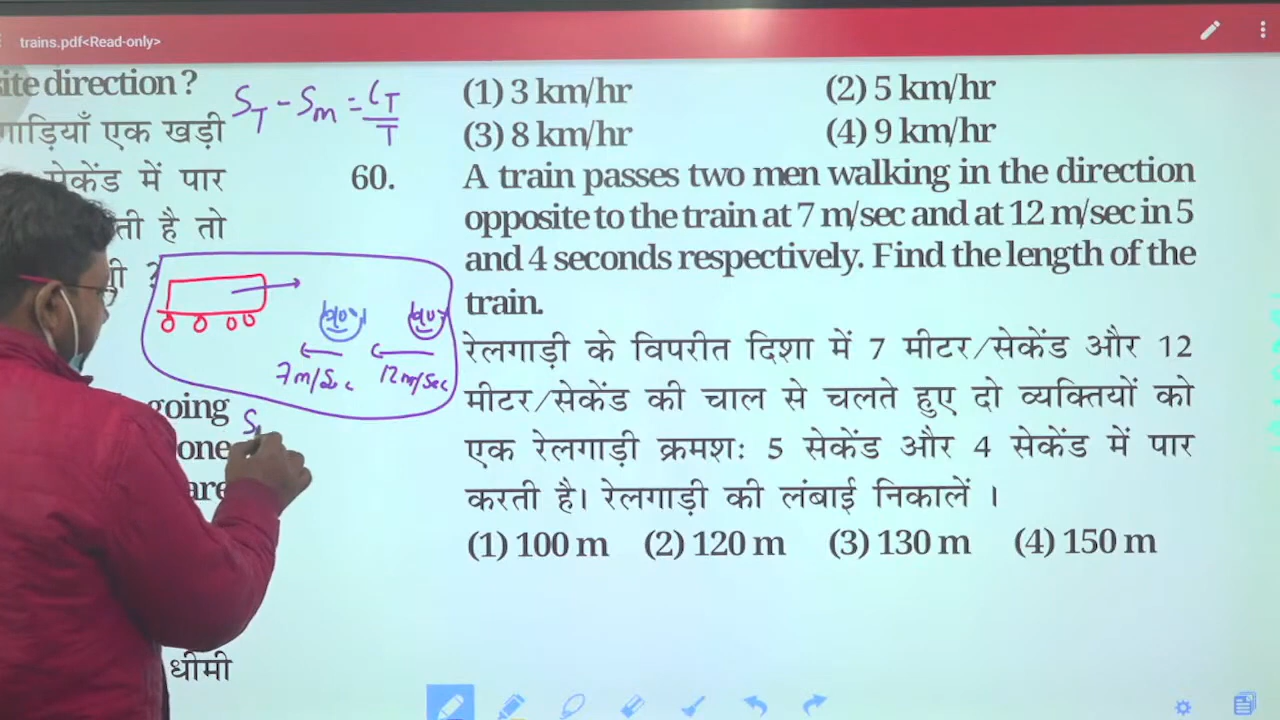 trains.pdf<Read-only>
ite direction ?
गाड़ियाँ एक खड़ी
सेकेंड में पार
ती है तो
?
S_T - S_m = L_T / T
7m/Sec
12m/Sec
going
one
are
S
धीमी
(1) 3 km/hr (2) 5 km/hr
(3) 8 km/hr (4) 9 km/hr
60. A train passes two men walking in the direction
opposite to the train at 7 m/sec and at 12 m/sec in 5
and 4 seconds respectively. Find the length of the
train.
रेलगाड़ी के विपरीत दिशा में 7 मीटर/सेकेंड और 12
मीटर/सेकेंड की चाल से चलते हुए दो व्यक्तियों को
एक रेलगाड़ी क्रमशः 5 सेकेंड और 4 सेकेंड में पार
करती है। रेलगाड़ी की लंबाई निकालें ।
(1) 100 m (2) 120 m (3) 130 m (4) 150 m